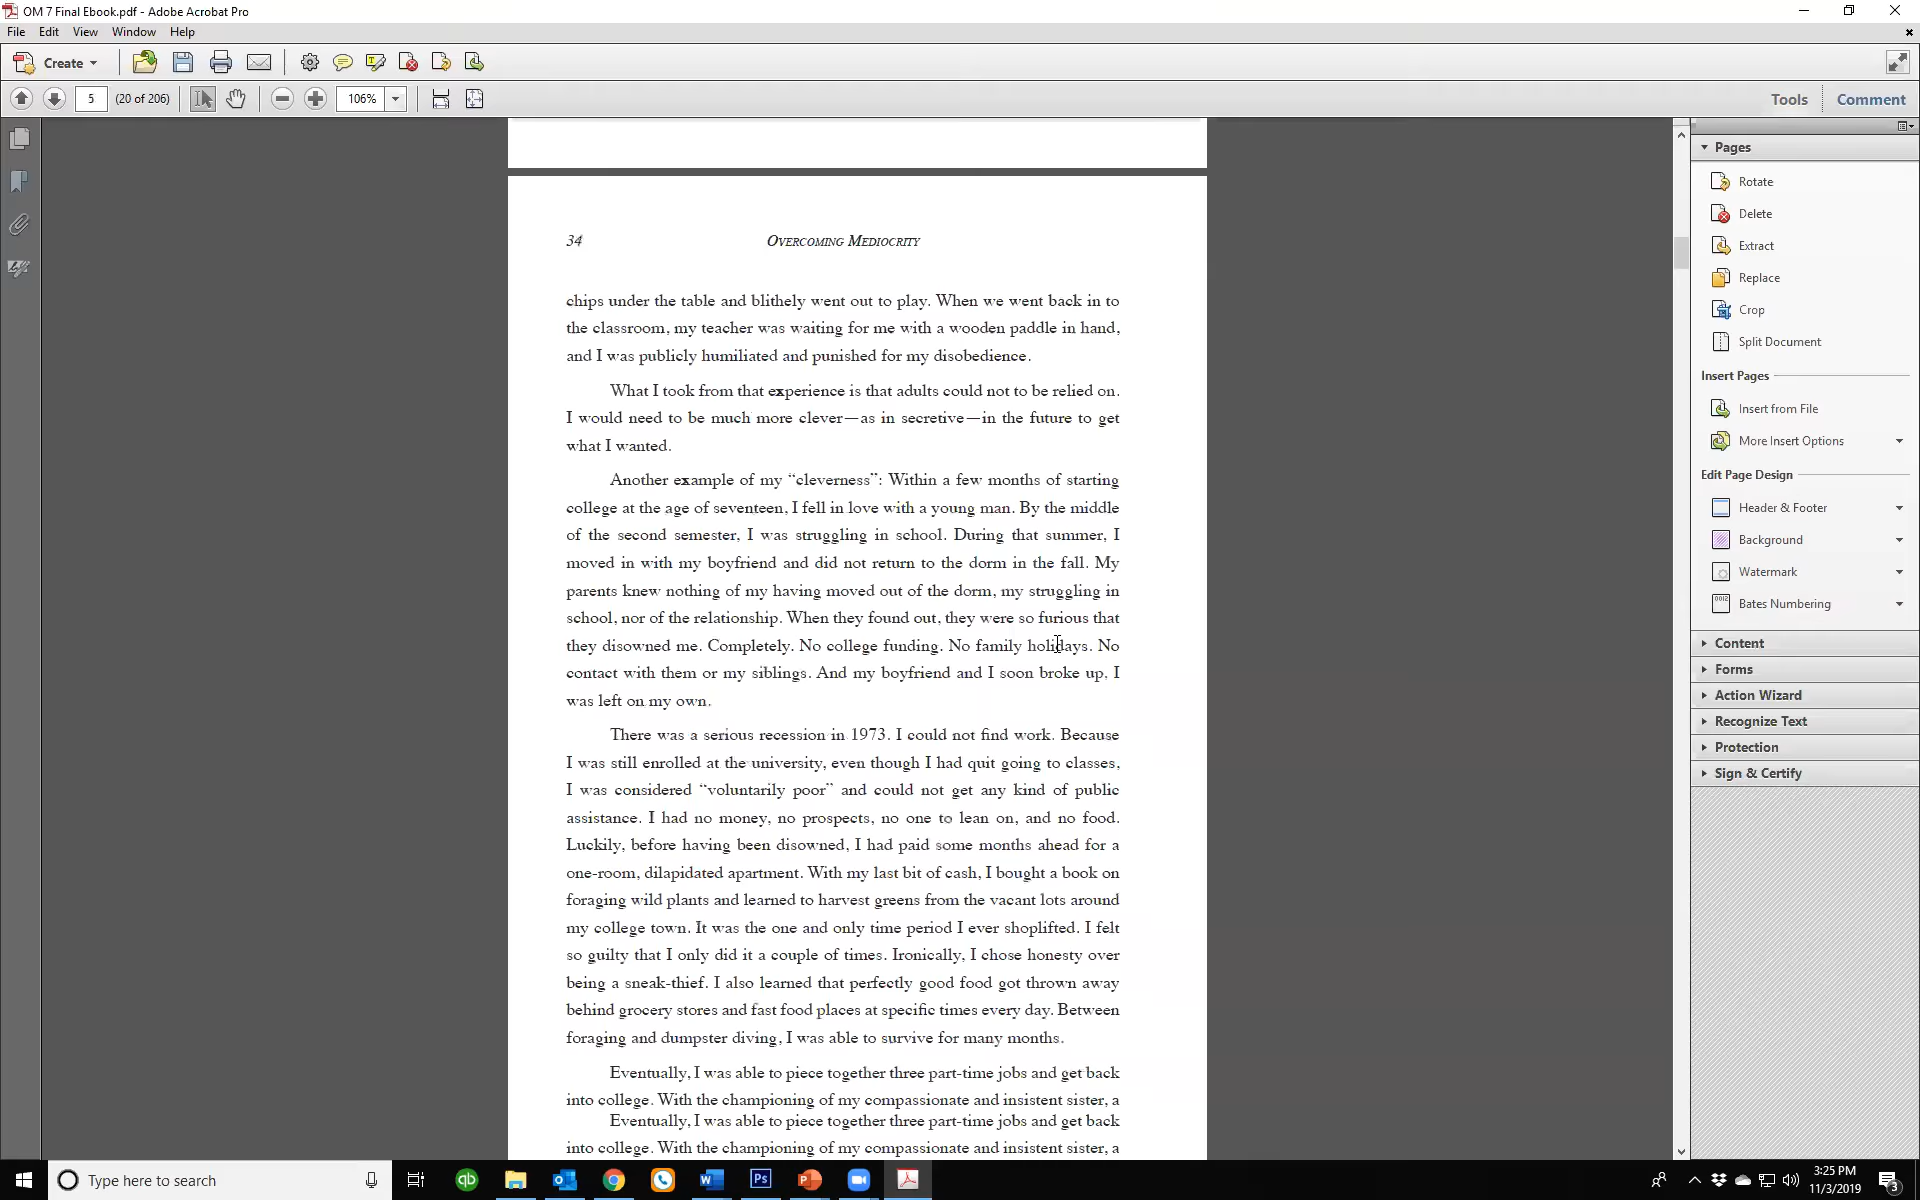 OM 7 Final Ebook.pdf - Adobe Acrobat Pro
File Edit View Window Help
Create
5 (20 of 206) 106% Tools Comment
34 Overcoming Mediocrity
chips under the table and blithely went out to play. When we went back in to
the classroom, my teacher was waiting for me with a wooden paddle in hand,
and I was publicly humiliated and punished for my disobedience.
What I took from that experience is that adults could not to be relied on.
I would need to be much more clever—as in secretive—in the future to get
what I wanted.
Another example of my “cleverness”: Within a few months of starting
college at the age of seventeen, I fell in love with a young man. By the middle
of the second semester, I was struggling in school. During that summer, I
moved in with my boyfriend and did not return to the dorm in the fall. My
parents knew nothing of my having moved out of the dorm, my struggling in
school, nor of the relationship. When they found out, they were so furious that
they disowned me. Completely. No college funding. No family holidays. No
contact with them or my siblings. And my boyfriend and I soon broke up, I
was left on my own.
There was a serious recession in 1973. I could not find work. Because
I was still enrolled at the university, even though I had quit going to classes,
I was considered “voluntarily poor” and could not get any kind of public
assistance. I had no money, no prospects, no one to lean on, and no food.
Luckily, before having been disowned, I had paid some months ahead for a
one-room, dilapidated apartment. With my last bit of cash, I bought a book on
foraging wild plants and learned to harvest greens from the vacant lots around
my college town. It was the one and only time period I ever shoplifted. I felt
so guilty that I only did it a couple of times. Ironically, I chose honesty over
being a sneak-thief. I also learned that perfectly good food got thrown away
behind grocery stores and fast food places at specific times every day. Between
foraging and dumpster diving, I was able to survive for many months.
Eventually, I was able to piece together three part-time jobs and get back
into college. With the championing of my compassionate and insistent sister, a
Eventually, I was able to piece together three part-time jobs and get back
into college. With the championing of my compassionate and insistent sister, a
Pages
Rotate
Delete
Extract
Replace
Crop
Split Document
Insert Pages
Insert from File
More Insert Options
Edit Page Design
Header & Footer
Background
Watermark
Bates Numbering
Content
Forms
Action Wizard
Recognize Text
Protection
Sign & Certify
Type here to search
3:25 PM
11/3/2019
3